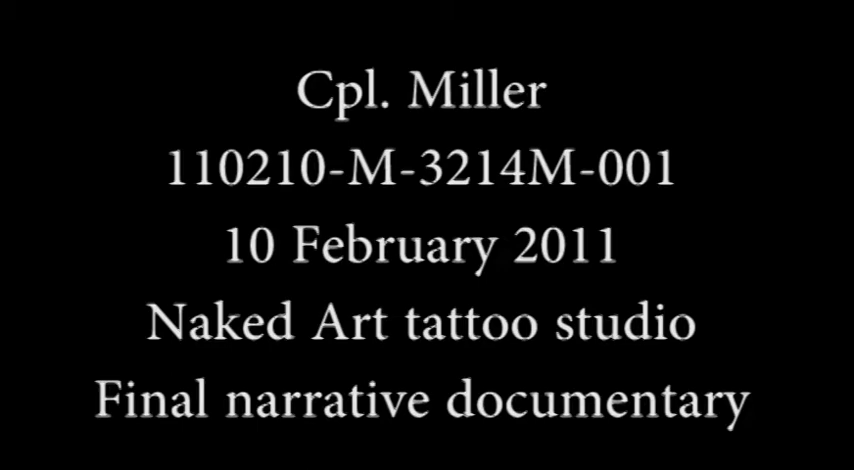 Cpl. Miller
110210-M-3214M-001
10 February 2011
Naked Art tattoo studio
Final narrative documentary